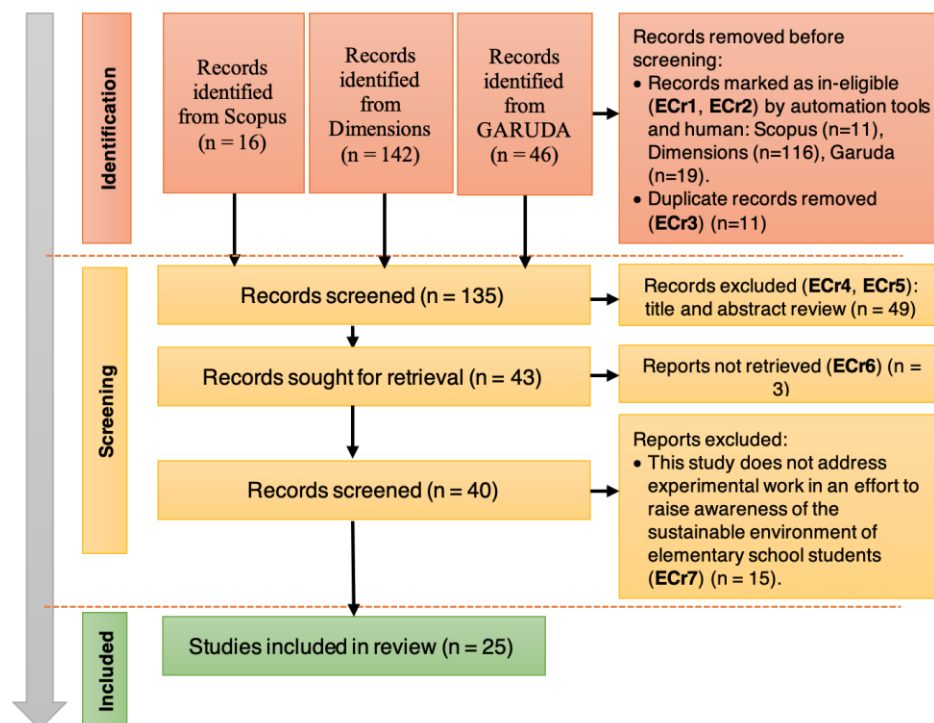 Identification
Records
identified
from Scopus
(n = 16)
Records
identified
from
Dimensions
(n = 142)
Records
identified
from
GARUDA
(n = 46)
Records removed before
screening:
• Records marked as in-eligible
(ECr1, ECr2) by automation tools
and human: Scopus (n=11),
Dimensions (n=116), Garuda
(n=19).
• Duplicate records removed
(ECr3) (n=11)
Screening
Records screened (n = 135)
Records excluded (ECr4, ECr5):
title and abstract review (n = 49)
Records sought for retrieval (n = 43)
Reports not retrieved (ECr6) (n =
3)
Records screened (n = 40)
Reports excluded:
• This study does not address
experimental work in an effort to
raise awareness of the
sustainable environment of
elementary school students
(ECr7) (n = 15).
Included
Studies included in review (n = 25)